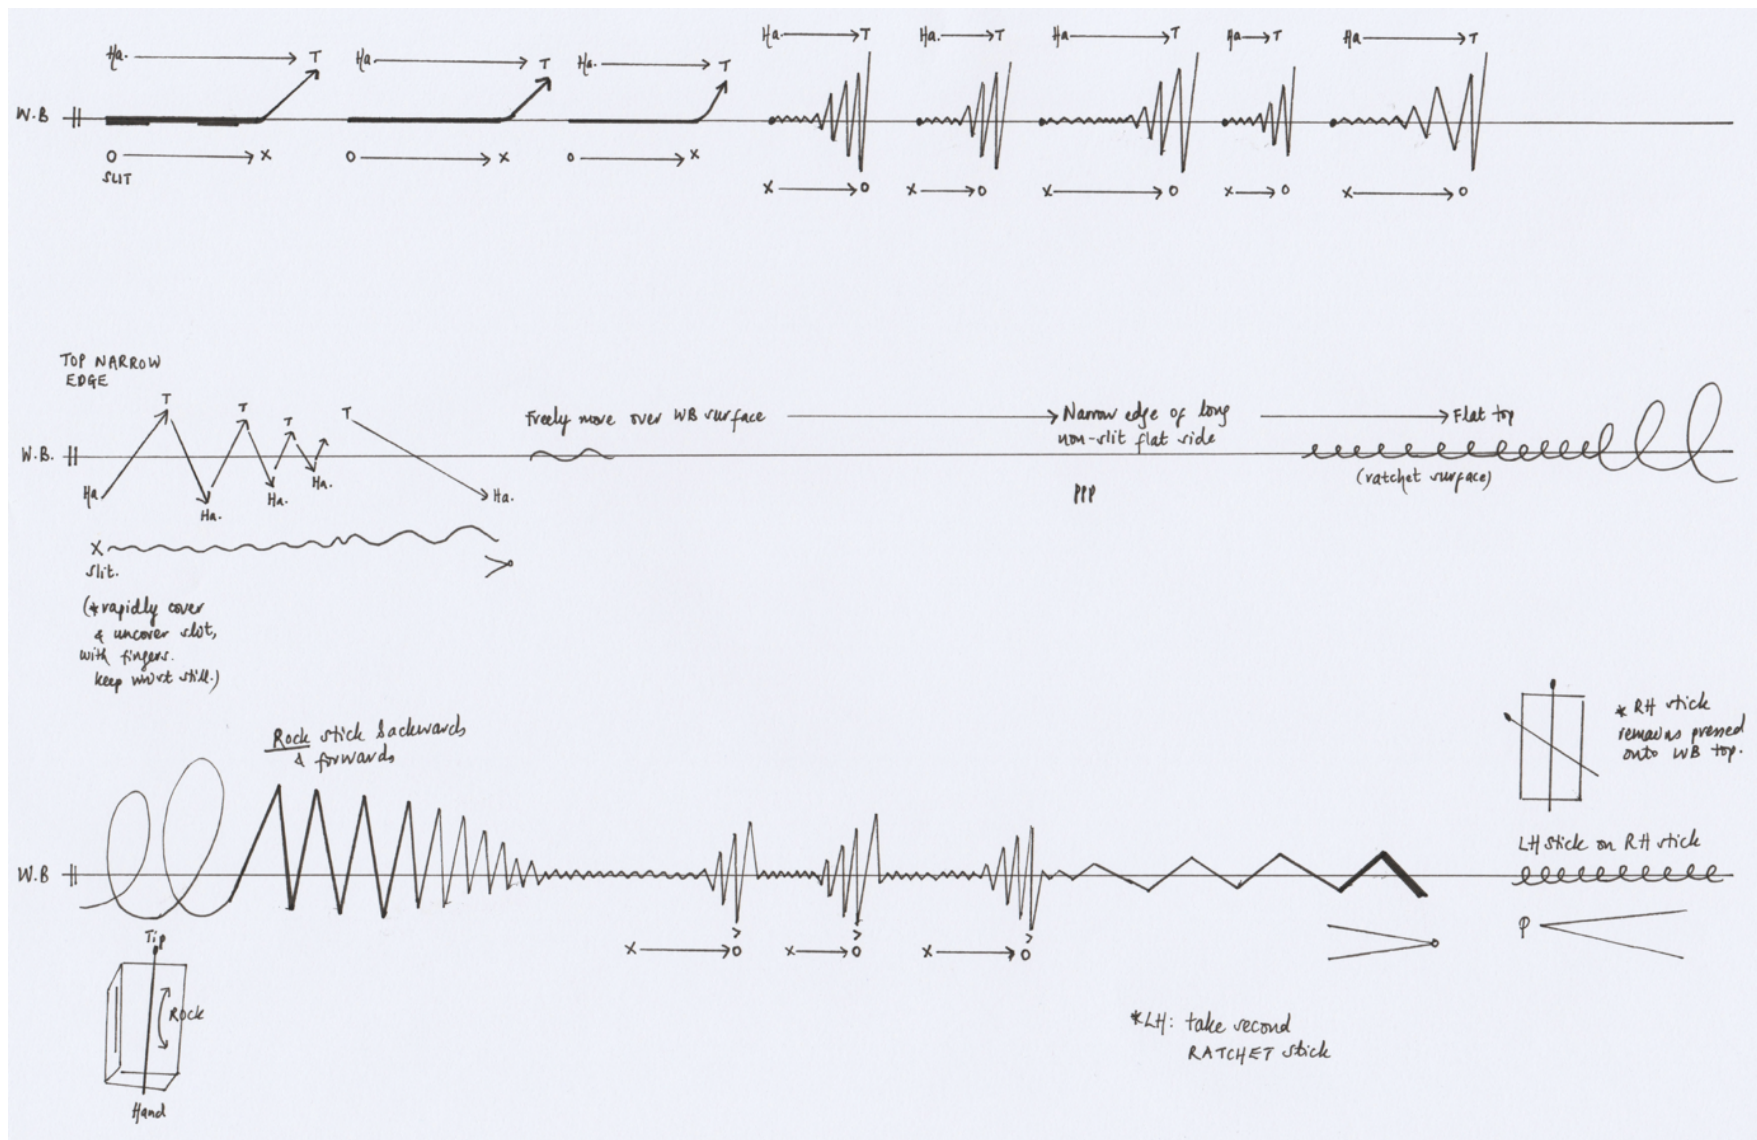 Ha. T Ha. T Ha. T Ha. T Ha. T Ha T Ha T Ha T
W.B
O X O X O X X O X O X O X O X O
SLIT
TOP NARROW
EDGE
T T T T
Freely move over WB surface
Narrow edge of long
non-slit flat side
Flat top
W.B.
Ha Ha. Ha. Ha. Ha.
(ratchet surface)
ppp
X
slit.
(*rapidly cover
& uncover slot,
with fingers.
keep wrist still.)
Rock stick backwards
& forwards
* RH stick
remains pressed
onto WB top.
LH stick on RH stick
W.B
> > >
X O X O X O
P
Tip
Rock
Hand
*LH: take second
RATCHET stick